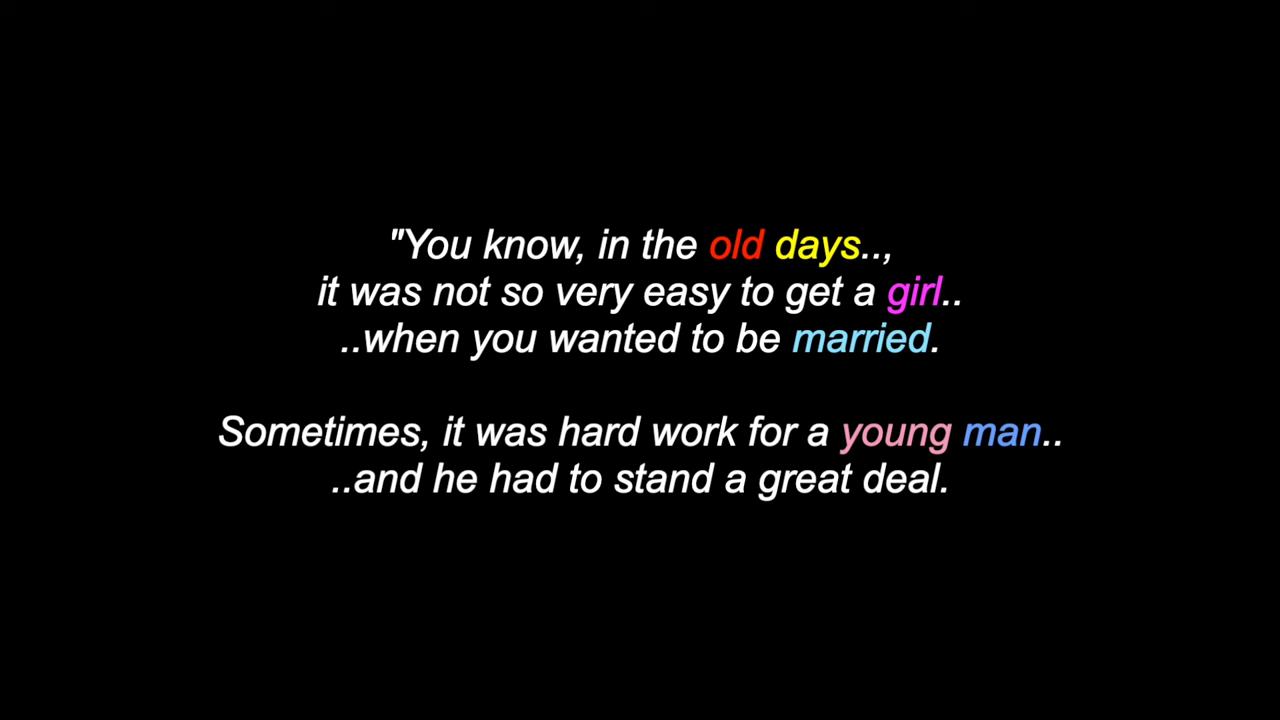 "You know, in the old days..,
it was not so very easy to get a girl..
..when you wanted to be married.
Sometimes, it was hard work for a young man..
..and he had to stand a great deal.